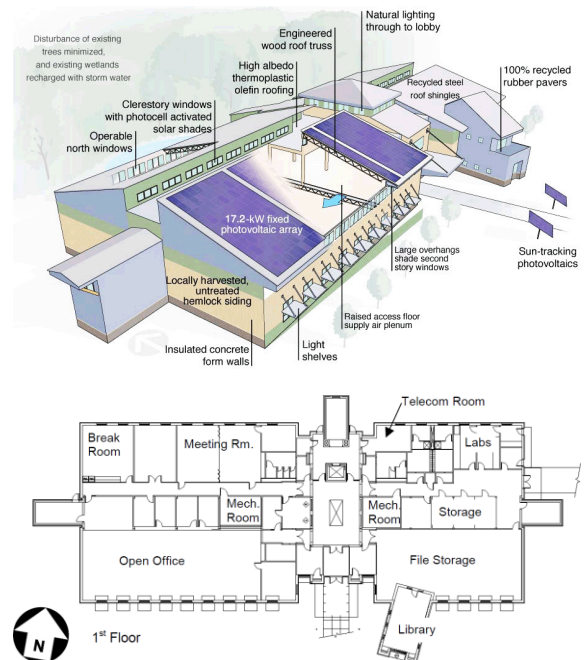 Disturbance of existing
trees minimized,
and existing wetlands
recharged with storm water
Natural lighting
through to lobby
Engineered
wood roof truss
High albedo
thermoplastic
olefin roofing
Recycled steel
roof shingles
100% recycled
rubber pavers
Clerestory windows
with photocell activated
solar shades
Operable
north windows
17.2-kW fixed
photovoltaic array
Large overhangs
shade second
story windows
Sun-tracking
photovoltaics
Locally harvested,
untreated
hemlock siding
Raised access floor
supply air plenum
Insulated concrete
form walls
Light
shelves
Telecom Room
Break
Room
Meeting Rm.
Labs
Mech.
Room
Mech.
Room
Storage
Open Office
File Storage
Library
N
1st Floor